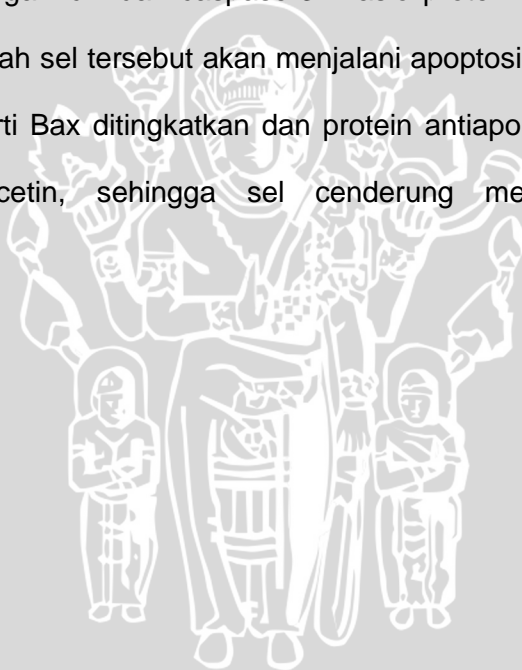 ah sel tersebut akan menjalani apoptosi
rti Bax ditingkatkan dan protein antiapo
cetin, sehingga sel cenderung me